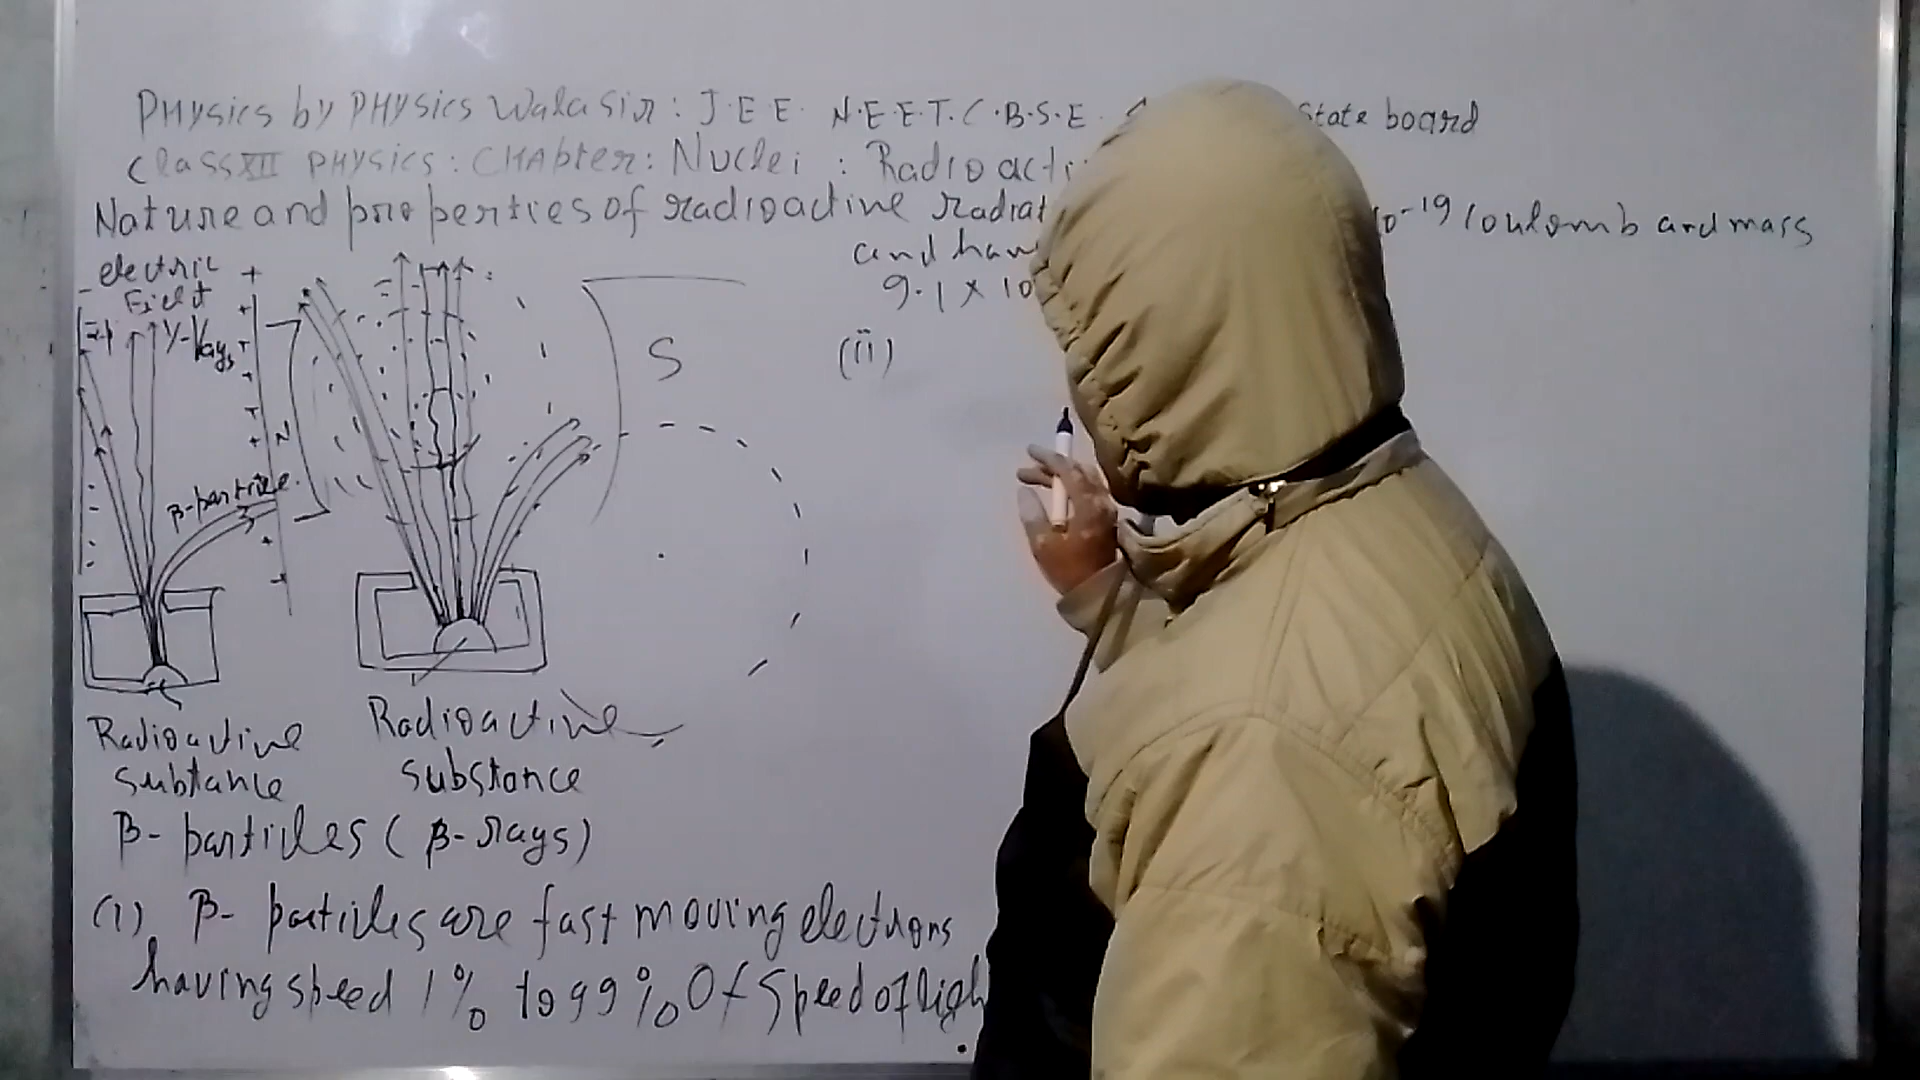 PHysics by PHysics Wala Sir : J.E.E. N.E.E.T. C.B.S.E. State board
Class XII PHYSICS : CHApter : Nuclei : Radioacti
Nature and properties of radioactive radiat
10-19 Coulomb and mass
and hav
9.1 X 10
(ii)
electric
Field
γ-rays
β-particle
N
S
Radioactive
Subtance
Radioactive
substance
β- particles ( β-rays)
(i) β- particles are fast moving electrons
having speed 1% to 99% Of Speed of ligh